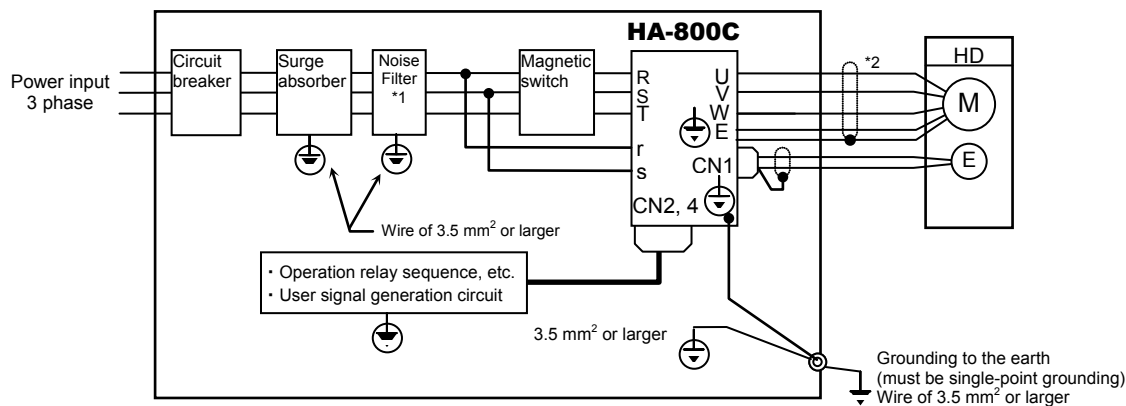 HA-800C
Power input
3 phase
Circuit
breaker
Surge
absorber
Noise
Filter
*1
Magnetic
switch
R
S
T
r
s
U
V
W
E
CN1
CN2, 4
*2
HD
M
E
Wire of 3.5 mm² or larger
・Operation relay sequence, etc.
・User signal generation circuit
3.5 mm² or larger
Grounding to the earth
(must be single-point grounding)
Wire of 3.5 mm² or larger